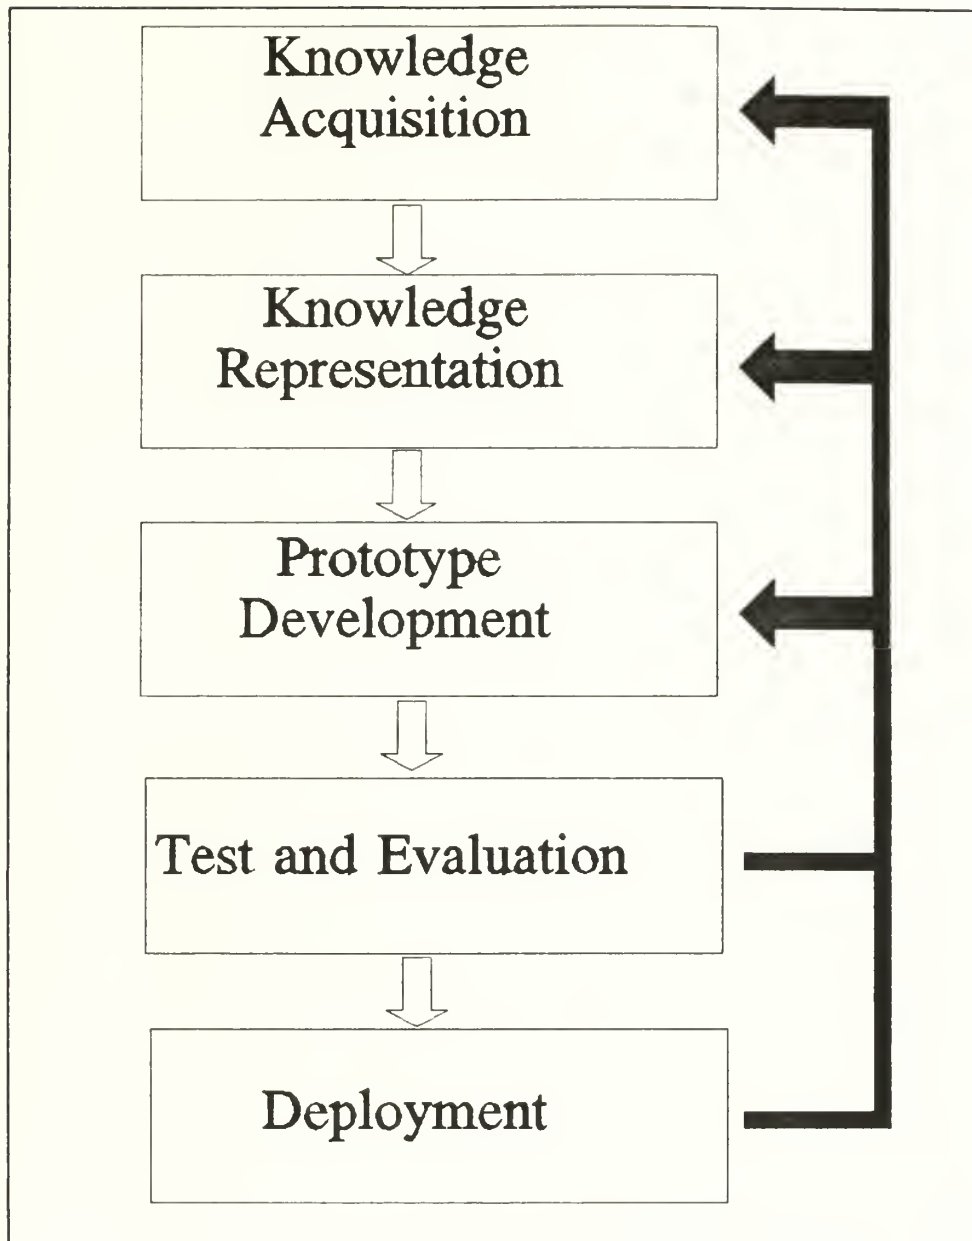 Knowledge
Acquisition
Knowledge
Representation
Prototype
Development
Test and Evaluation
Deployment